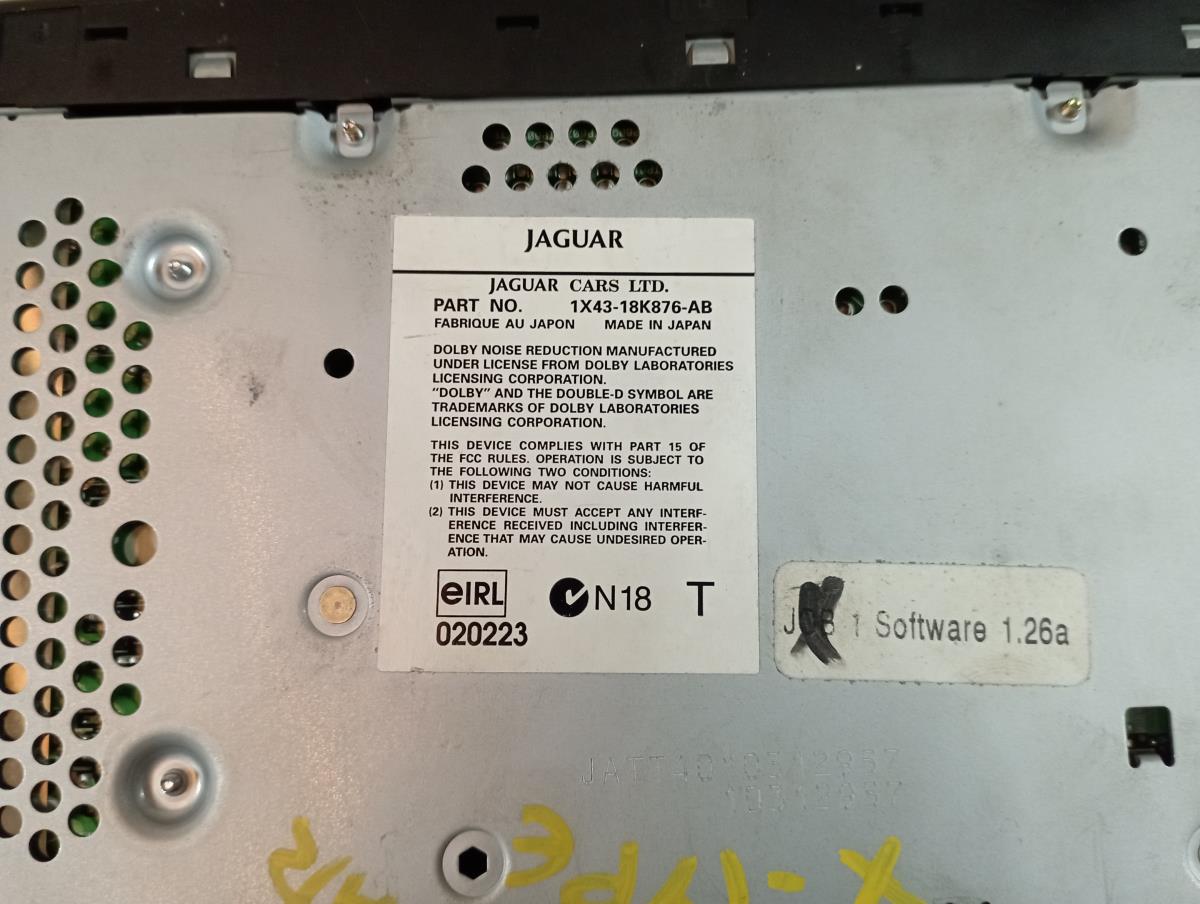 JAGUAR
JAGUAR CARS LTD.
PART NO. 1X43-18K876-AB
FABRIQUE AU JAPON MADE IN JAPAN
DOLBY NOISE REDUCTION MANUFACTURED
UNDER LICENSE FROM DOLBY LABORATORIES
LICENSING CORPORATION.
"DOLBY" AND THE DOUBLE-D SYMBOL ARE
TRADEMARKS OF DOLBY LABORATORIES
LICENSING CORPORATION.
THIS DEVICE COMPLIES WITH PART 15 OF
THE FCC RULES. OPERATION IS SUBJECT TO
THE FOLLOWING TWO CONDITIONS:
(1) THIS DEVICE MAY NOT CAUSE HARMFUL
INTERFERENCE.
(2) THIS DEVICE MUST ACCEPT ANY INTERF-
ERENCE RECEIVED INCLUDING INTERFER-
ENCE THAT MAY CAUSE UNDESIRED OPER-
ATION.
eIRL N18 T
020223
JOB 1 Software 1.26a
X-TYPE